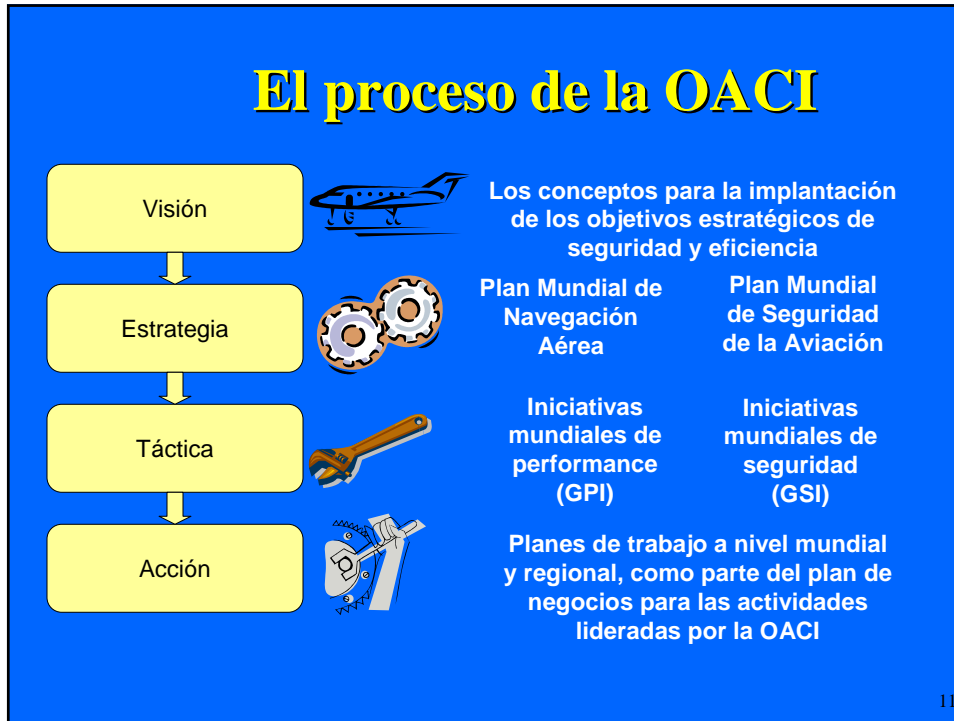 El proceso de la OACI
Visión
Los conceptos para la implantación
de los objetivos estratégicos de
seguridad y eficiencia
Estrategia
Plan Mundial de
Navegación
Aérea
Plan Mundial
de Seguridad
de la Aviación
Táctica
Iniciativas
mundiales de
performance
(GPI)
Iniciativas
mundiales de
seguridad
(GSI)
Acción
Planes de trabajo a nivel mundial
y regional, como parte del plan de
negocios para las actividades
lideradas por la OACI
11